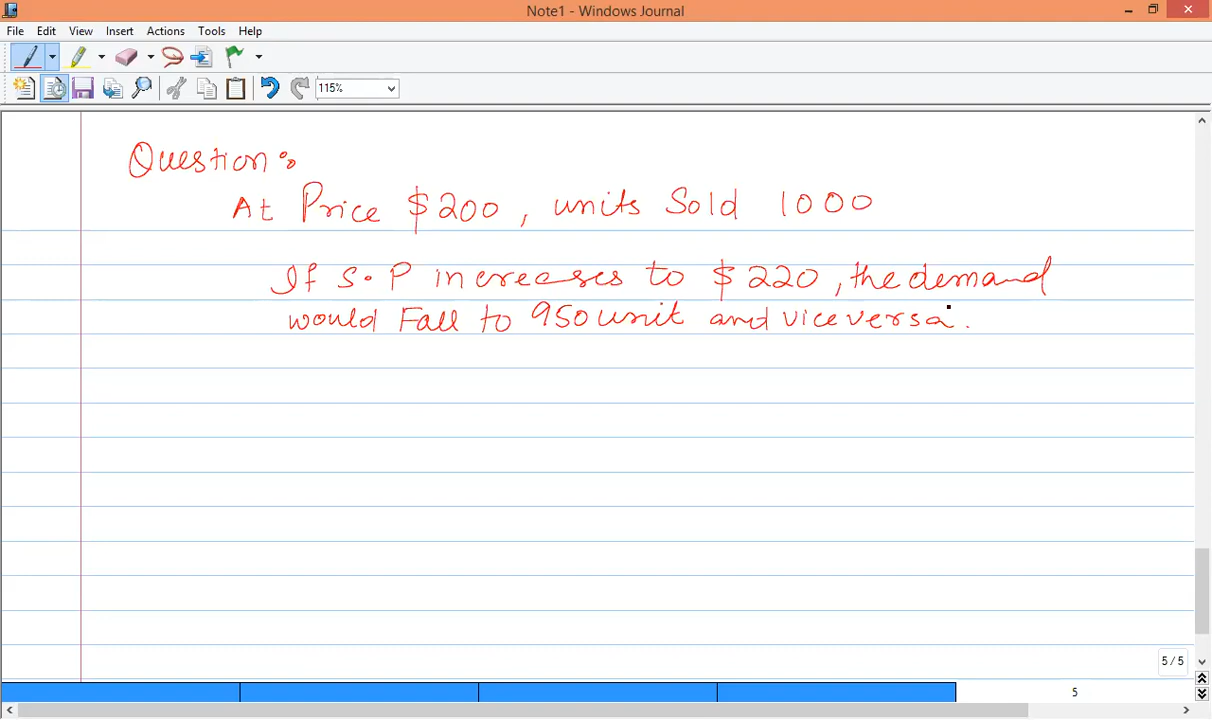 Note1 - Windows Journal
File Edit View Insert Actions Tools Help
115%
Question:
At Price $200, units Sold 1000
If S.P increases to $220, the demand
would Fall to 950 unit and vice versa.
5 / 5
5